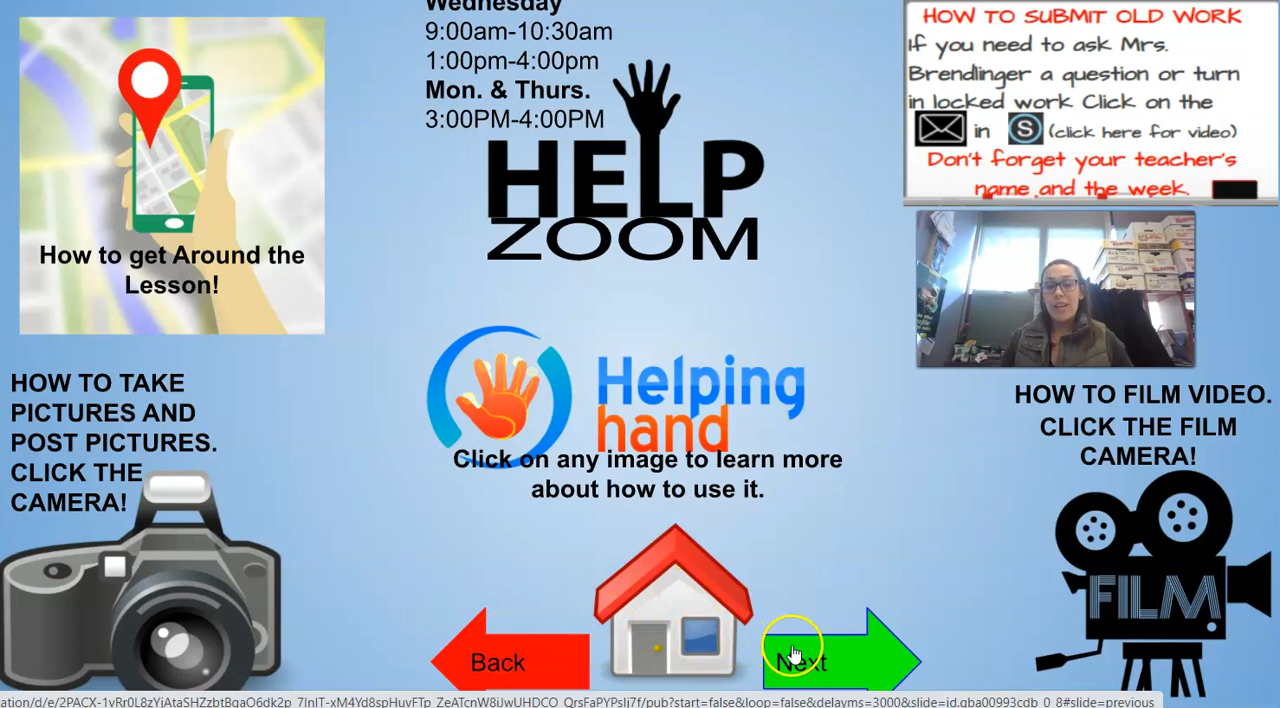 Wednesday
9:00am-10:30am
1:00pm-4:00pm
Mon. & Thurs.
3:00PM-4:00PM
HELP
ZOOM
HOW TO SUBMIT OLD WORK
If you need to ask Mrs.
Brendlinger a question or turn
in locked work Click on the
in S (click here for video)
Don't forget your teacher's
name and the week.
How to get Around the
Lesson!
Helping
hand
Click on any image to learn more
about how to use it.
HOW TO TAKE
PICTURES AND
POST PICTURES.
CLICK THE
CAMERA!
HOW TO FILM VIDEO.
CLICK THE FILM
CAMERA!
FILM
Back
Next